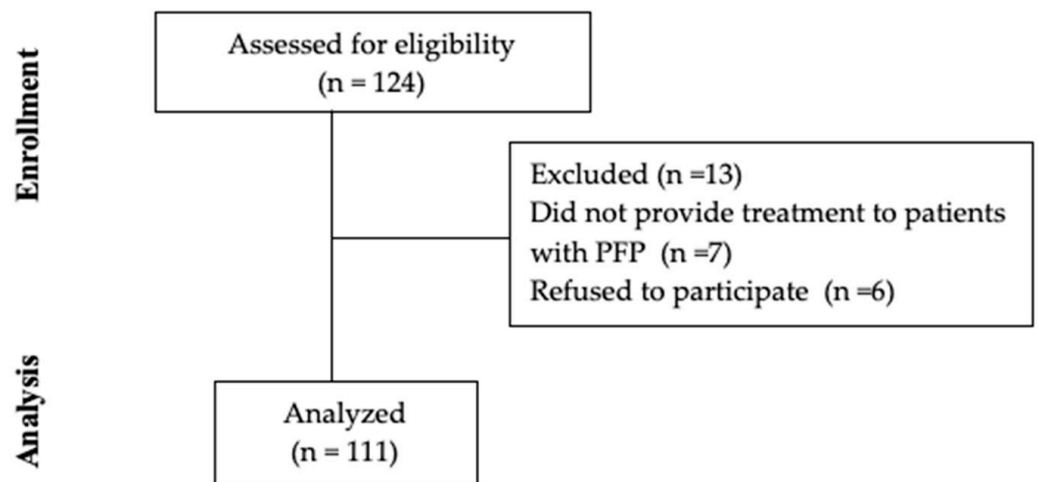 Enrollment
Assessed for eligibility
(n = 124)
Excluded (n =13)
Did not provide treatment to patients
with PFP (n =7)
Refused to participate (n =6)
Analysis
Analyzed
(n = 111)